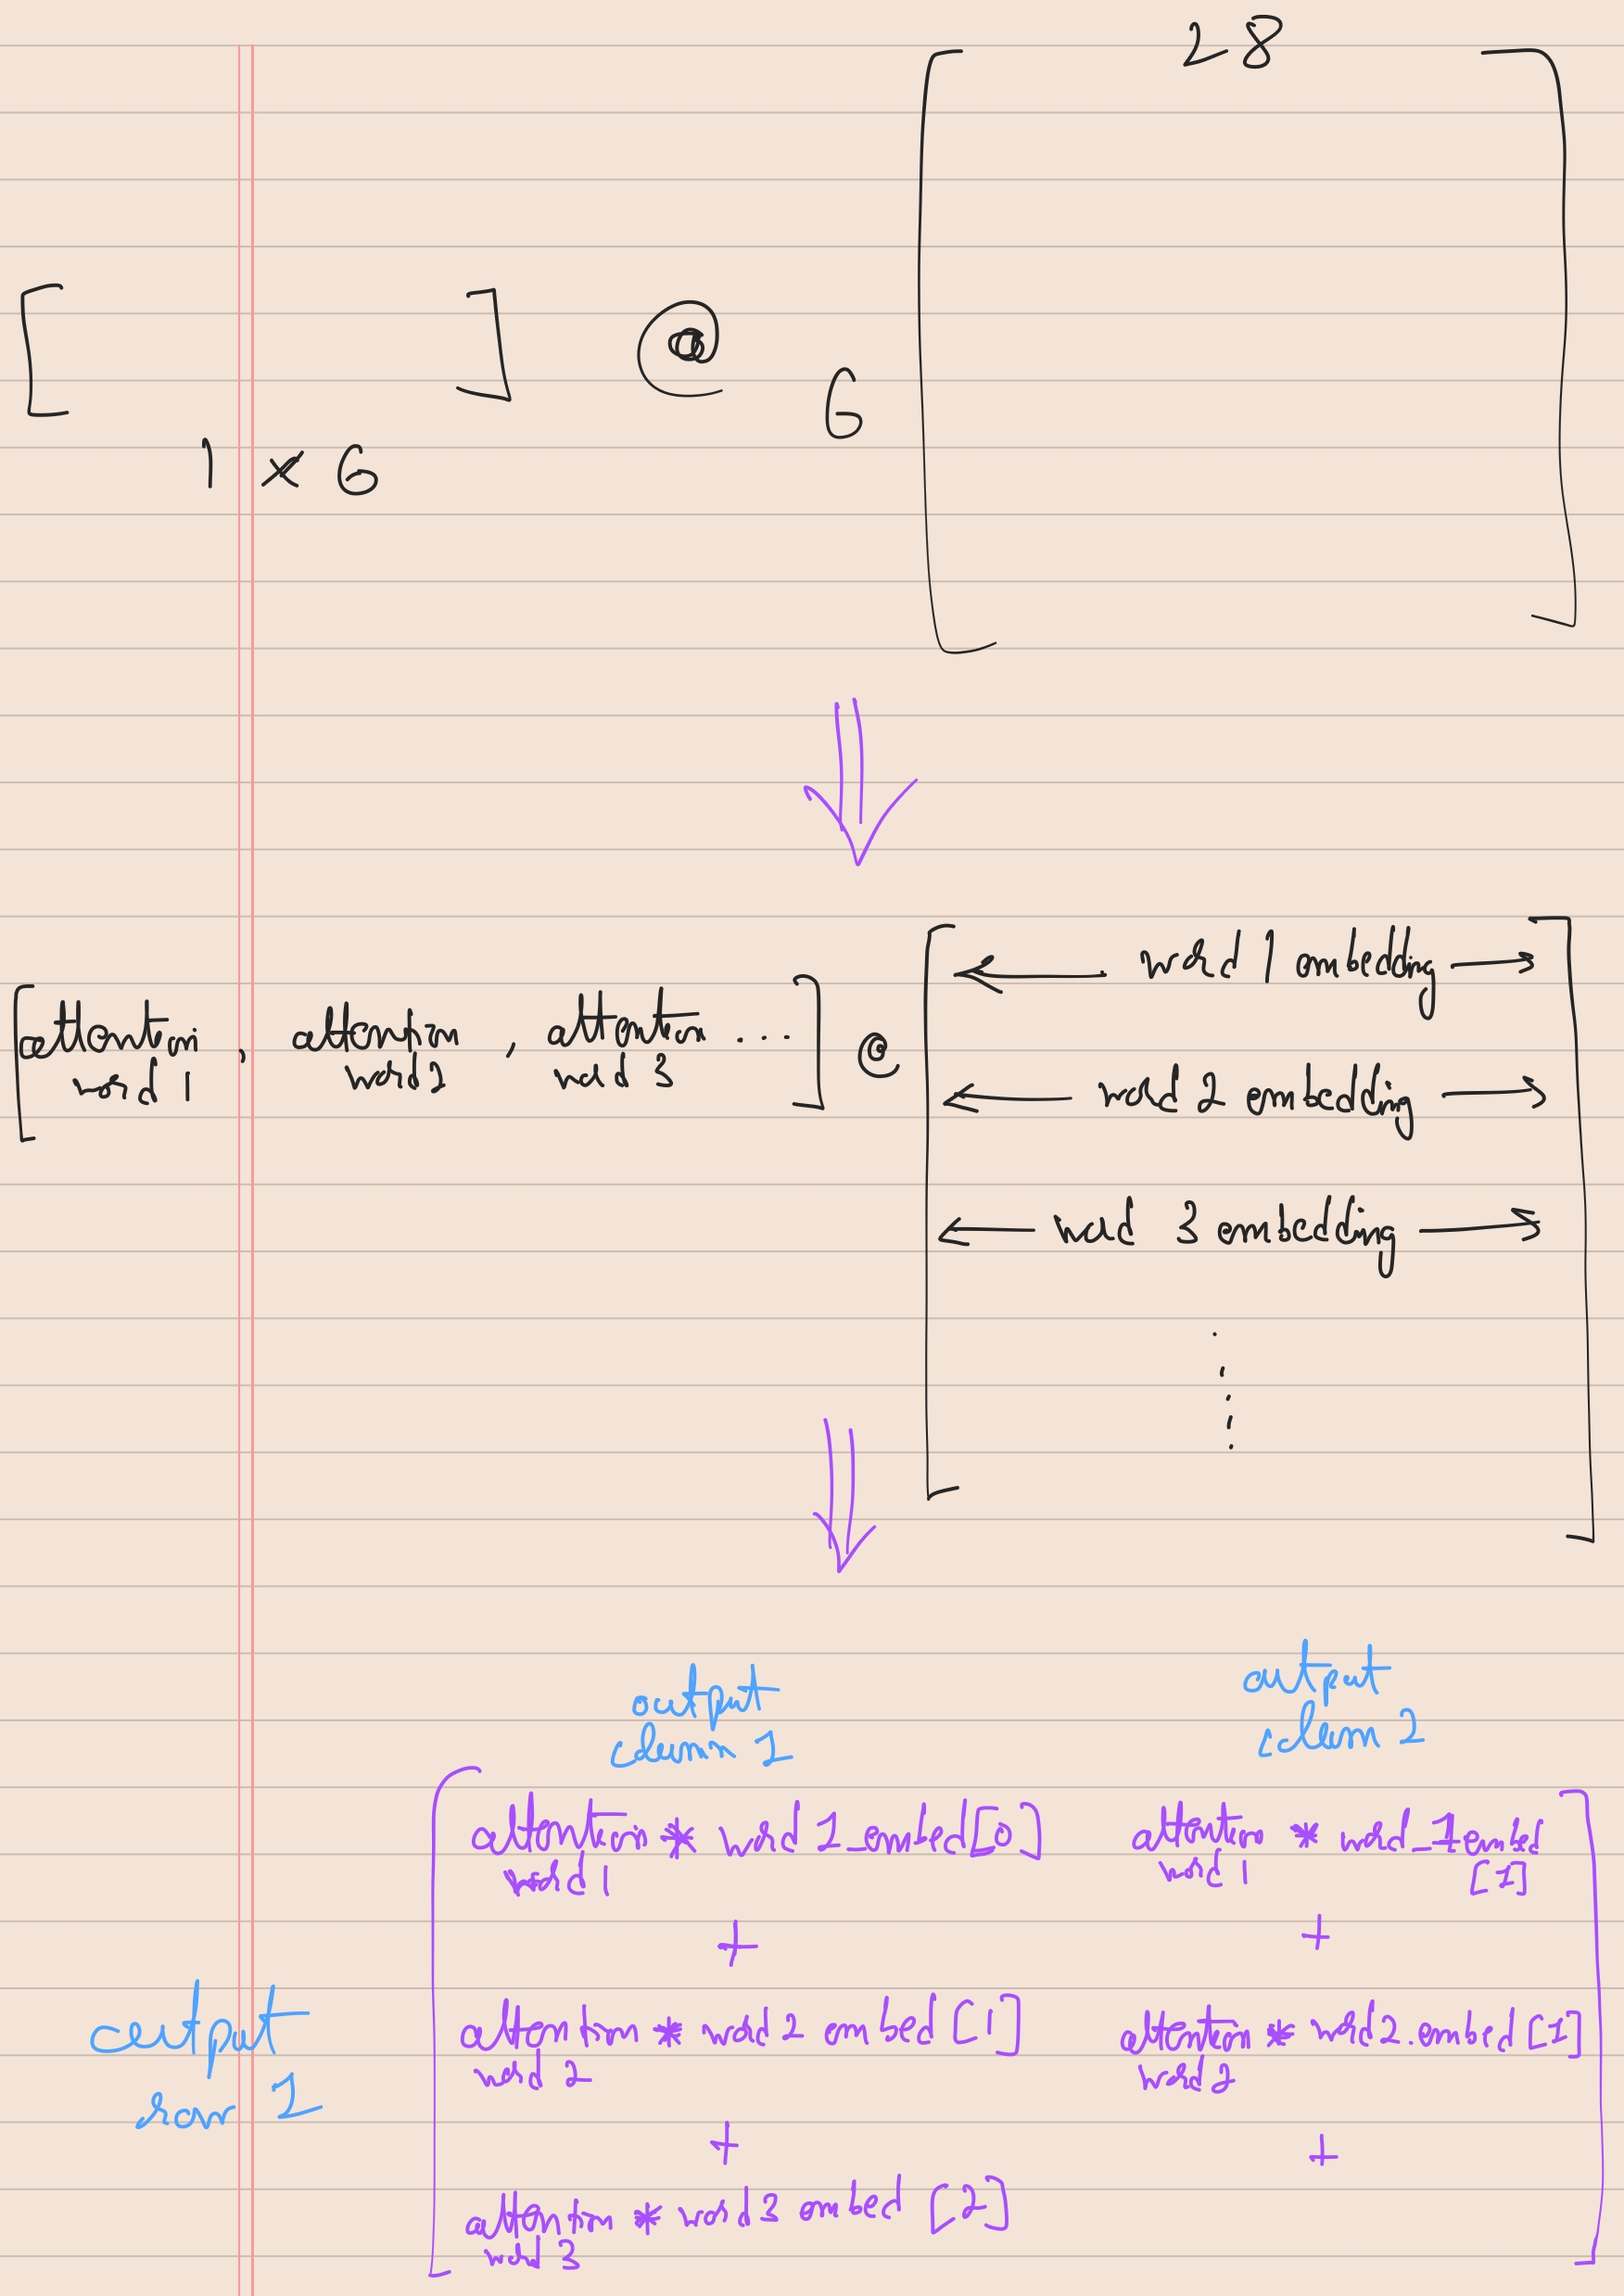 28
[ ] @ 6 [ ]
1 × 6
[attention word 1, attention word 2, attention word 3 ....] @
word 1 embedding
word 2 embedding
word 3 embedding
output column 1
output column 2
attention word 1 * word 1_embed[0]
attention word 1 * word_1 embed [1]
+
+
output row 1
attention word 2 * word 2 embed [1]
attention word 2 * word 2.embed [1]
+
+
attention word 3 * word 3 embed [2]